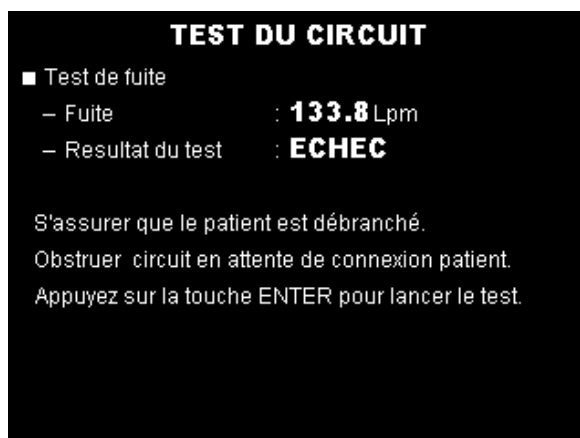 TEST DU CIRCUIT
■ Test de fuite
– Fuite : 133.8 Lpm
– Resultat du test : ECHEC
S'assurer que le patient est débranché.
Obstruer circuit en attente de connexion patient.
Appuyez sur la touche ENTER pour lancer le test.